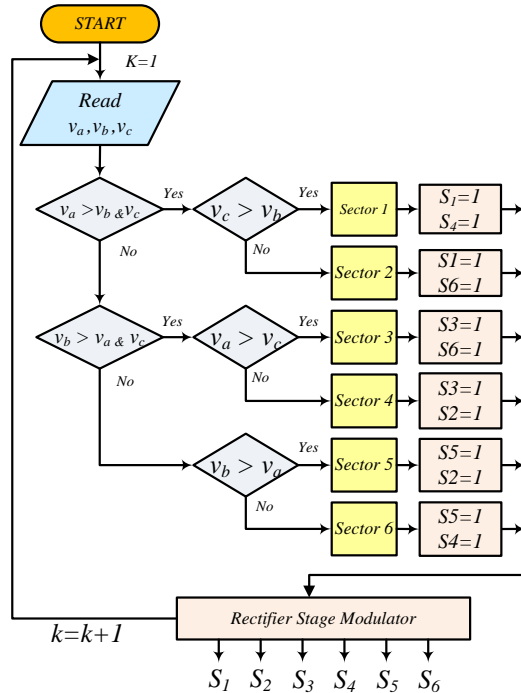 START
K=1
Read
v_a,v_b,v_c
v_a >v_b &v_c
Yes
v_c > v_b
Yes
Sector 1
S_1=1
S_4=1
No
No
Sector 2
S1=1
S6=1
v_b > v_a & v_c
Yes
v_a > v_c
Yes
Sector 3
S3=1
S6=1
No
No
Sector 4
S3=1
S2=1
v_b > v_a
Yes
Sector 5
S5=1
S2=1
No
Sector 6
S5=1
S4=1
Rectifier Stage Modulator
k=k+1
S_1 S_2 S_3 S_4 S_5 S_6